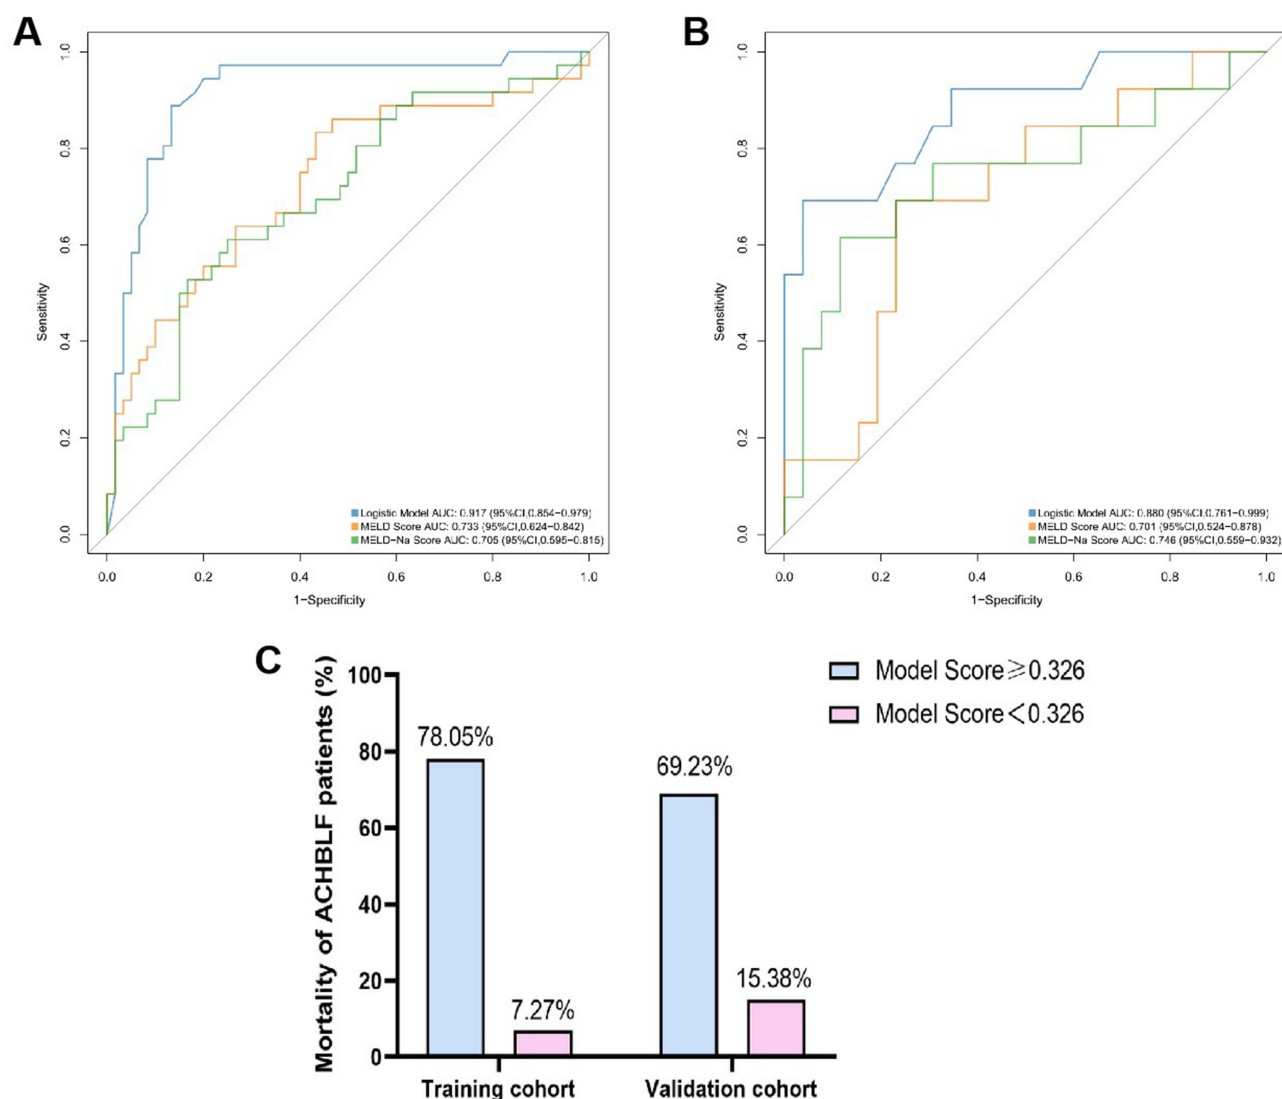 A
1.0
0.8
0.6
0.4
0.2
0.0
Sensitivity
Logistic Model AUC: 0.917 (95%CI,0.854−0.979)
MELD Score AUC: 0.733 (95%CI,0.624−0.842)
MELD−Na Score AUC: 0.705 (95%CI,0.595−0.815)
0.0 0.2 0.4 0.6 0.8 1.0
1−Specificity
B
1.0
0.8
0.6
0.4
0.2
0.0
Sensitivity
Logistic Model AUC: 0.880 (95%CI,0.761−0.999)
MELD Score AUC: 0.701 (95%CI,0.524−0.878)
MELD−Na Score AUC: 0.746 (95%CI,0.559−0.932)
0.0 0.2 0.4 0.6 0.8 1.0
1−Specificity
C
Mortality of ACHBLF patients (%)
100
80
60
40
20
0
78.05%
7.27%
69.23%
15.38%
Training cohort
Validation cohort
Model Score≥0.326
Model Score<0.326